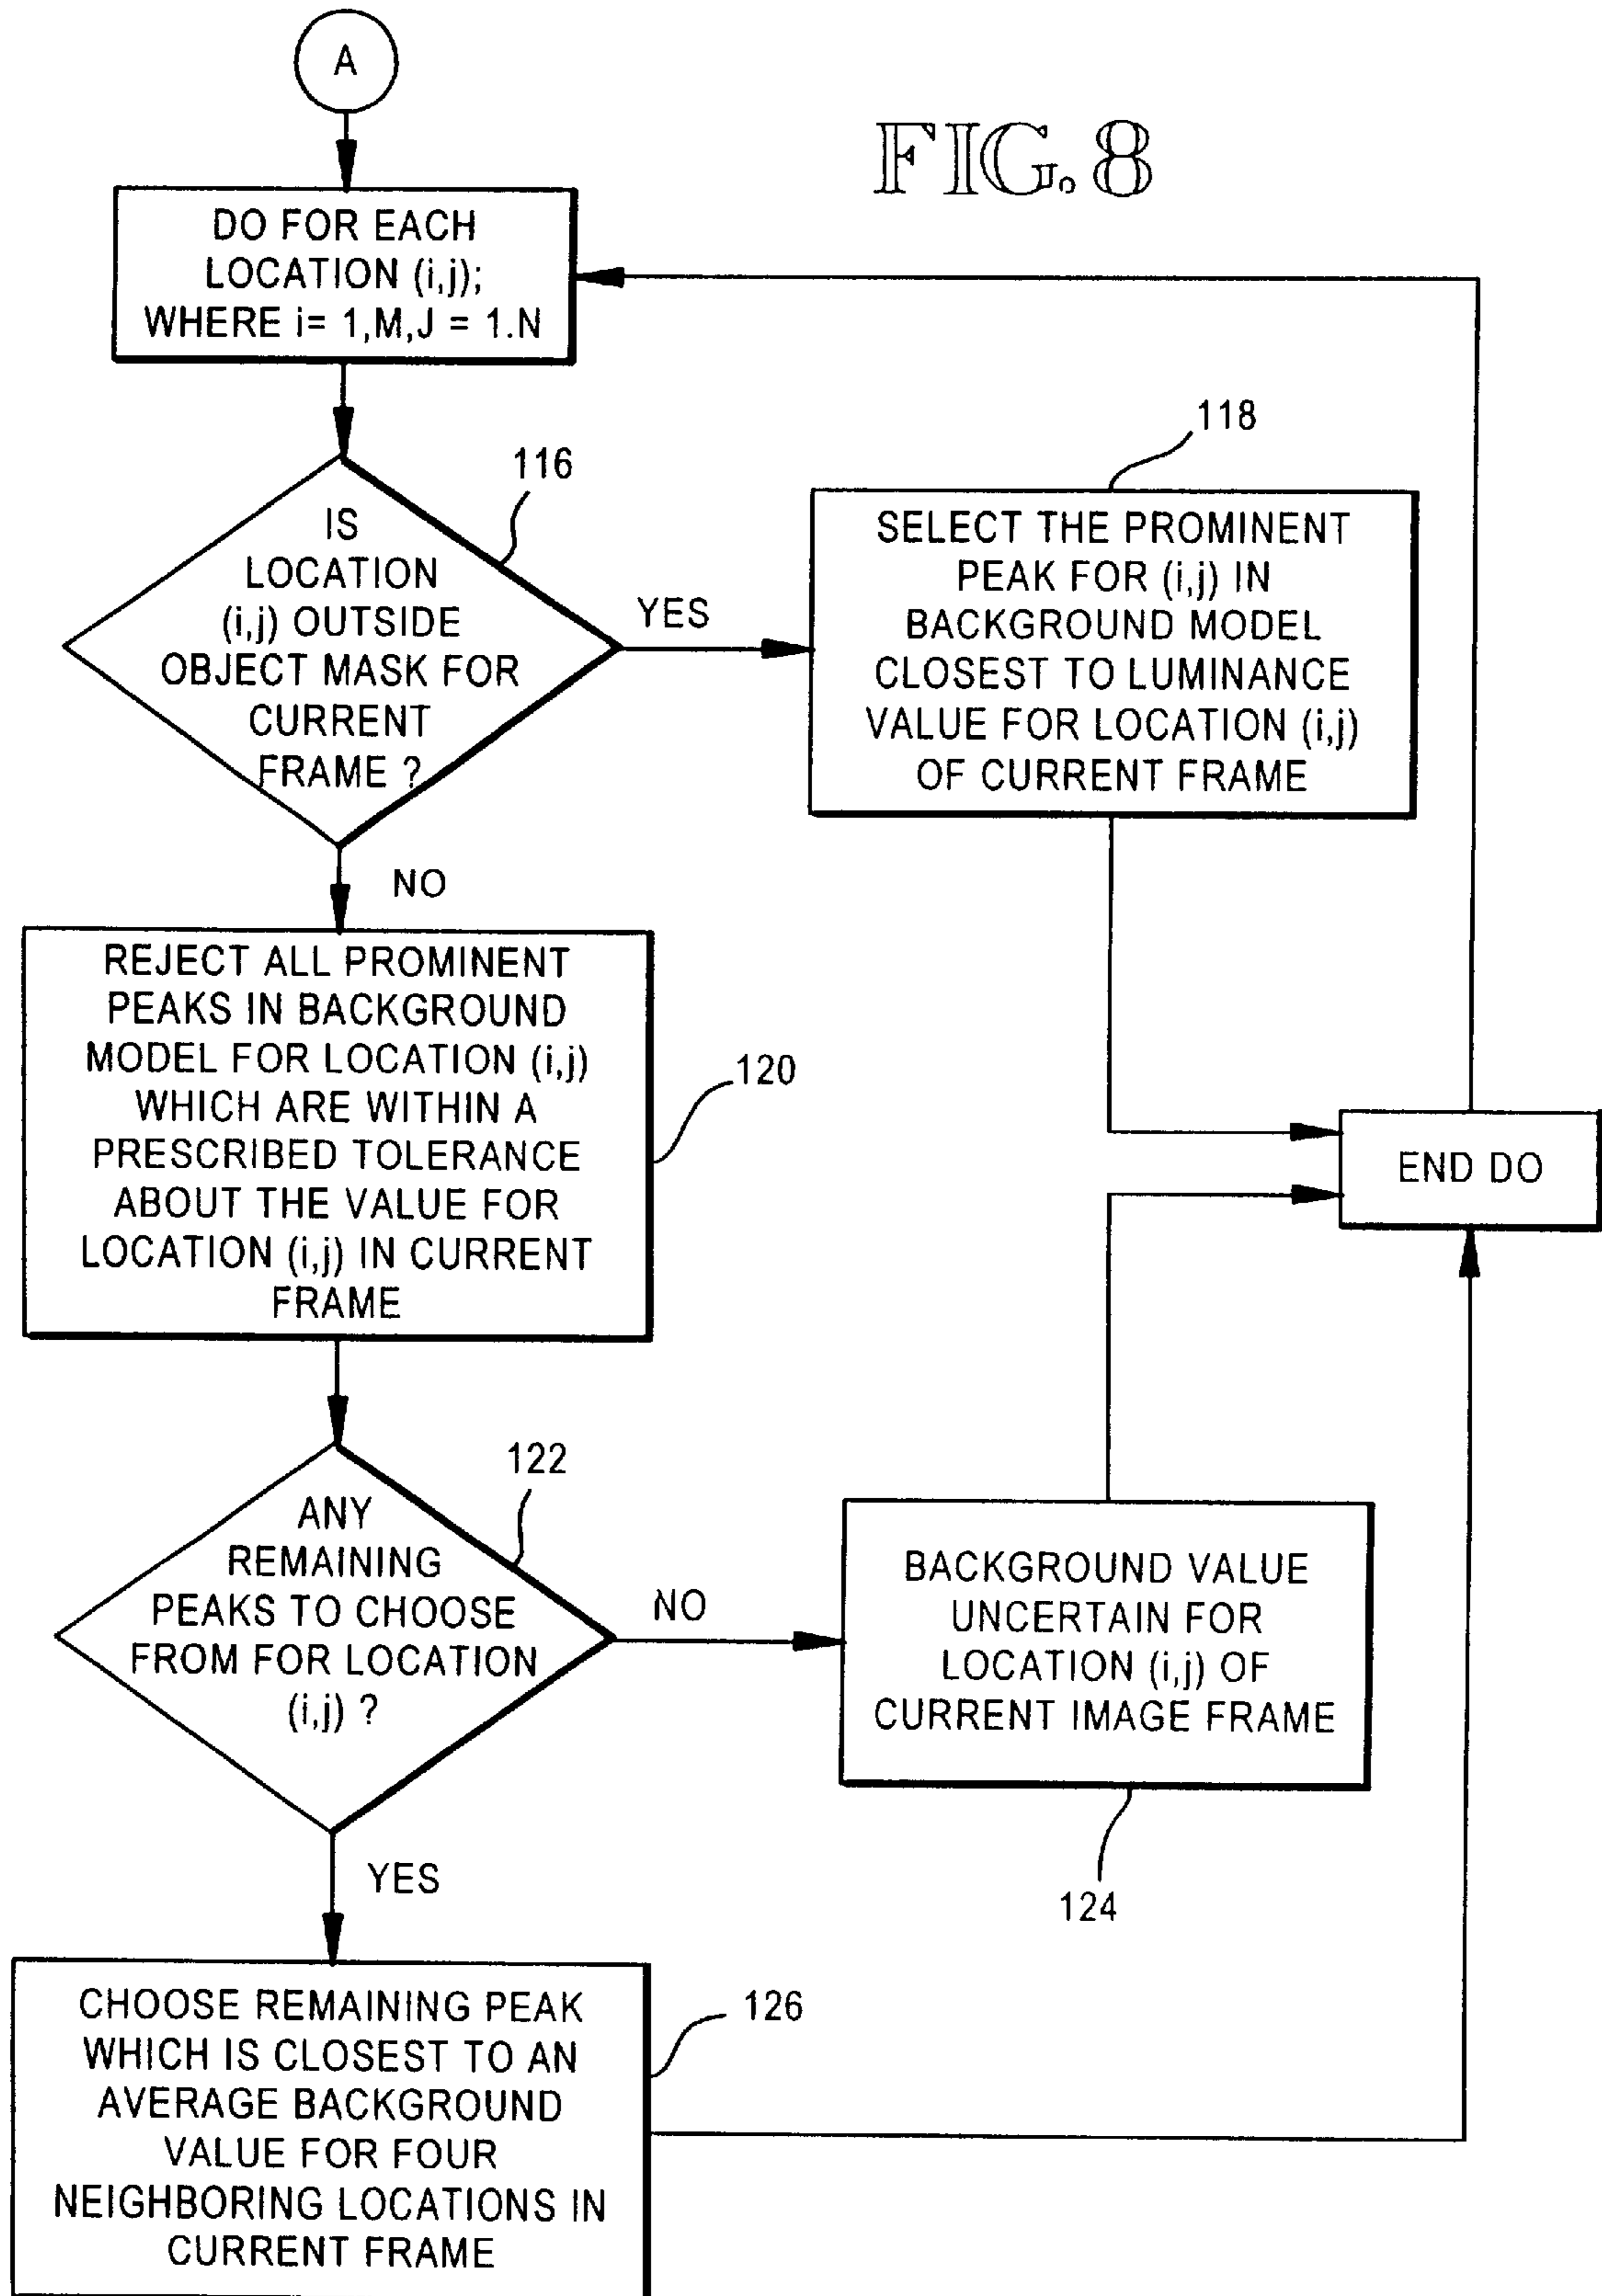 A
FIG. 8
DO FOR EACH
LOCATION (i,j);
WHERE i= 1,M,J = 1.N
116
IS
LOCATION
(i,j) OUTSIDE
OBJECT MASK FOR
CURRENT
FRAME ?
YES
118
SELECT THE PROMINENT
PEAK FOR (i,j) IN
BACKGROUND MODEL
CLOSEST TO LUMINANCE
VALUE FOR LOCATION (i,j)
OF CURRENT FRAME
NO
REJECT ALL PROMINENT
PEAKS IN BACKGROUND
MODEL FOR LOCATION (i,j)
WHICH ARE WITHIN A
PRESCRIBED TOLERANCE
ABOUT THE VALUE FOR
LOCATION (i,j) IN CURRENT
FRAME
120
END DO
122
ANY
REMAINING
PEAKS TO CHOOSE
FROM FOR LOCATION
(i,j) ?
NO
BACKGROUND VALUE
UNCERTAIN FOR
LOCATION (i,j) OF
CURRENT IMAGE FRAME
124
YES
CHOOSE REMAINING PEAK
WHICH IS CLOSEST TO AN
AVERAGE BACKGROUND
VALUE FOR FOUR
NEIGHBORING LOCATIONS IN
CURRENT FRAME
126